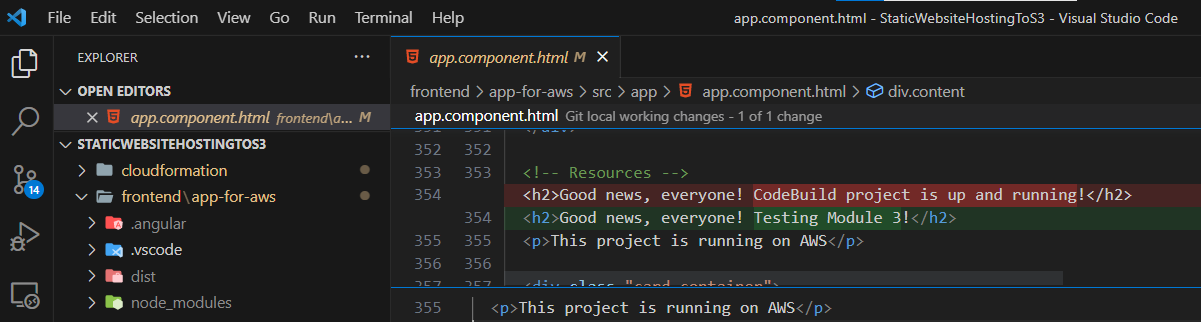 File Edit Selection View Go Run Terminal Help
app.component.html - StaticWebsiteHostingToS3 - Visual Studio Code
EXPLORER ···
OPEN EDITORS
app.component.html frontend\a... M
STATICWEBSITEHOSTINGTOS3
cloudformation
frontend\app-for-aws
.angular
.vscode
dist
node_modules
14
app.component.html M
frontend > app-for-aws > src > app > app.component.html > div.content
app.component.html Git local working changes - 1 of 1 change
351 351 </div>
352 352
353 353 <!-- Resources -->
354 <h2>Good news, everyone! CodeBuild project is up and running!</h2>
354 <h2>Good news, everyone! Testing Module 3!</h2>
355 355 <p>This project is running on AWS</p>
356 356
357 357 <div class="card-container">
355 <p>This project is running on AWS</p>